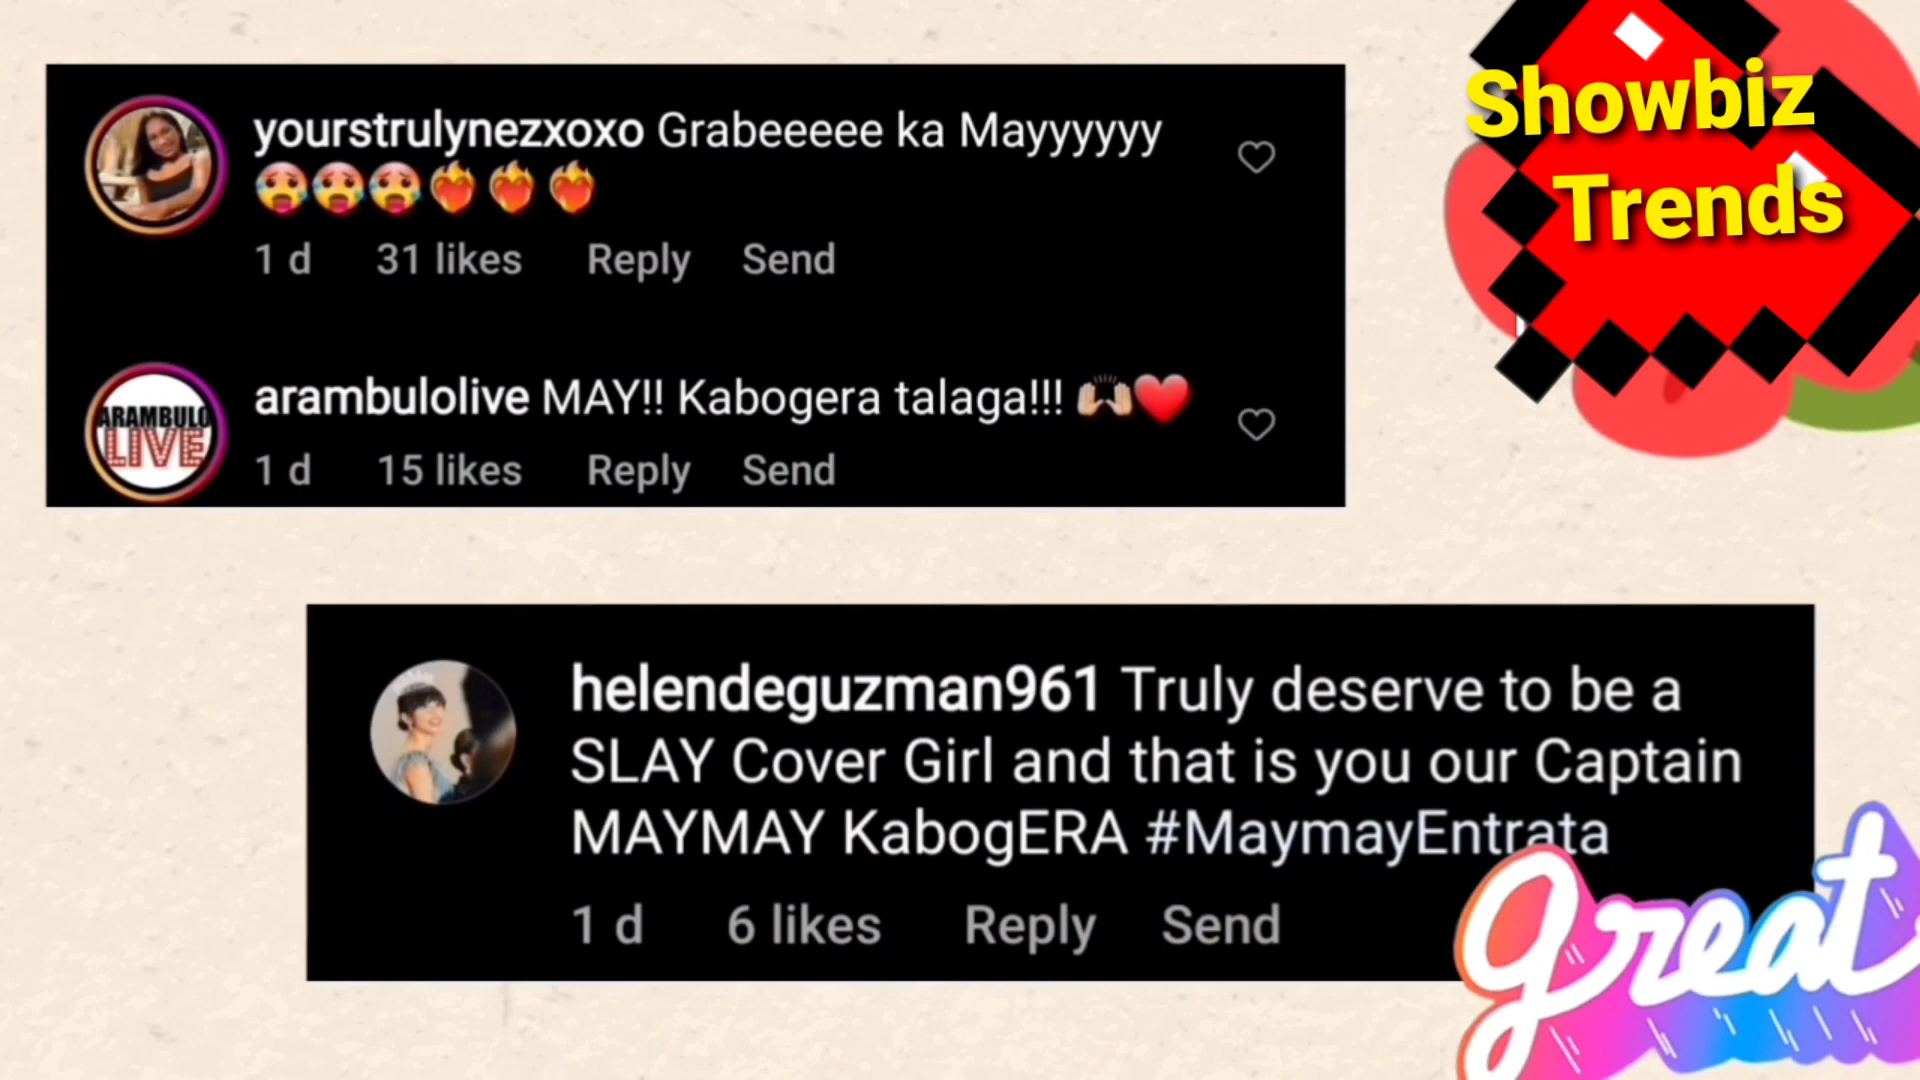 Showbiz
Trends
yourstrulynezxoxo Grabeeeee ka Mayyyyyy
🥵🥵🥵❤️‍🔥❤️‍🔥❤️‍🔥
1 d 31 likes Reply Send
ARAMBULO
LIVE
arambulolive MAY!! Kabogera talaga!!! 🙌🏼❤️
1 d 15 likes Reply Send
helendeguzman961 Truly deserve to be a
SLAY Cover Girl and that is you our Captain
MAYMAY KabogERA #MaymayEntrata
1 d 6 likes Reply Send
great